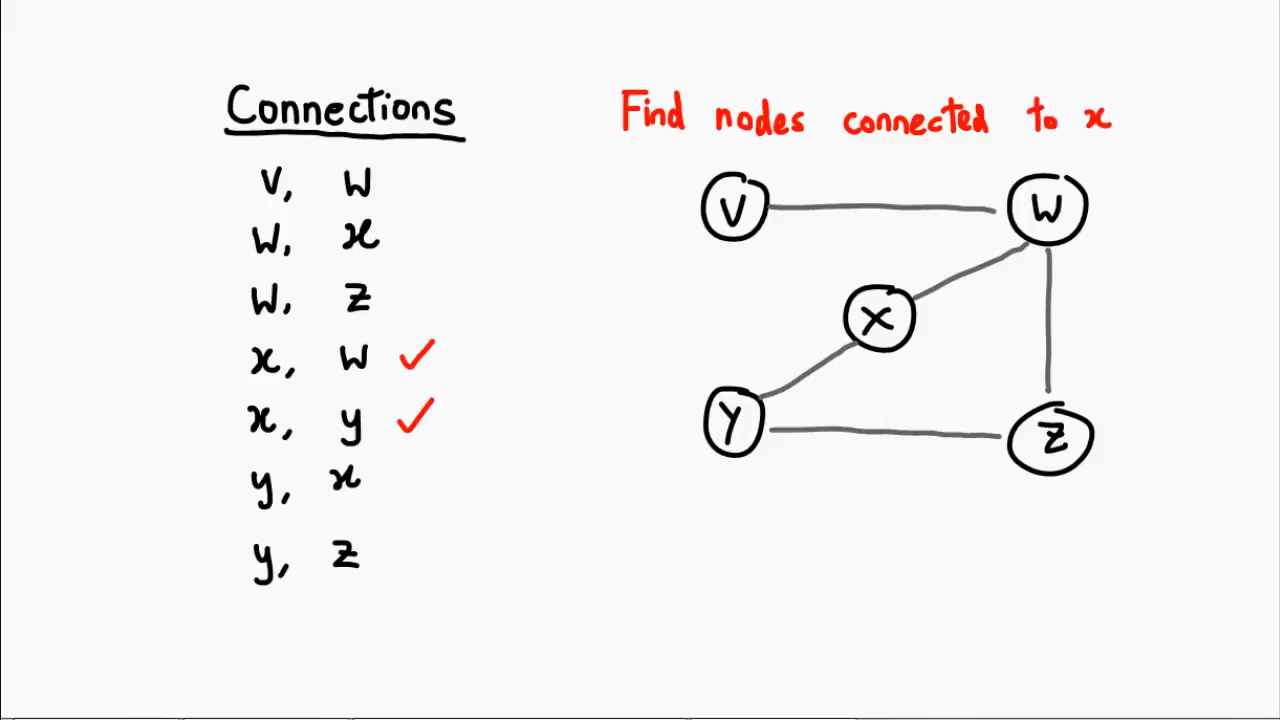 Connections
V, W
W, x
W, Z
x, W ✓
x, y ✓
y, x
y, z
Find nodes connected to x
V
W
X
Y
Z